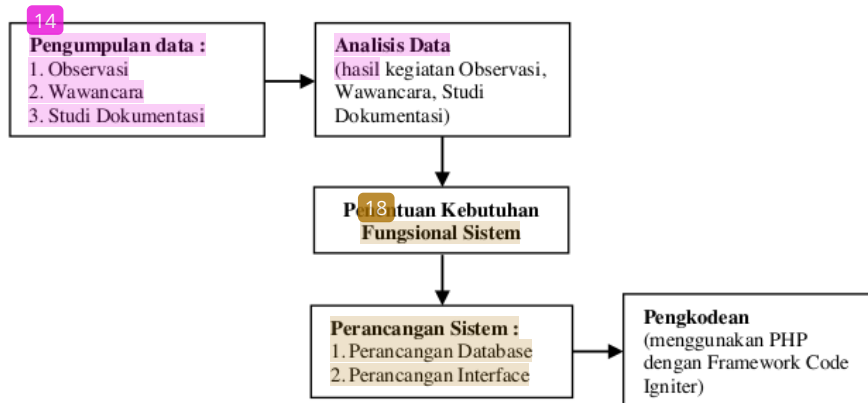 14
Pengumpulan data :
1. Observasi
2. Wawancara
3. Studi Dokumentasi
Analisis Data
(hasil kegiatan Observasi,
Wawancara, Studi
Dokumentasi)
18
Kebutuhan
Fungsional Sistem
Perancangan Sistem :
1. Perancangan Database
2. Perancangan Interface
Pengkodean
(menggunakan PHP
dengan Framework Code
Igniter)